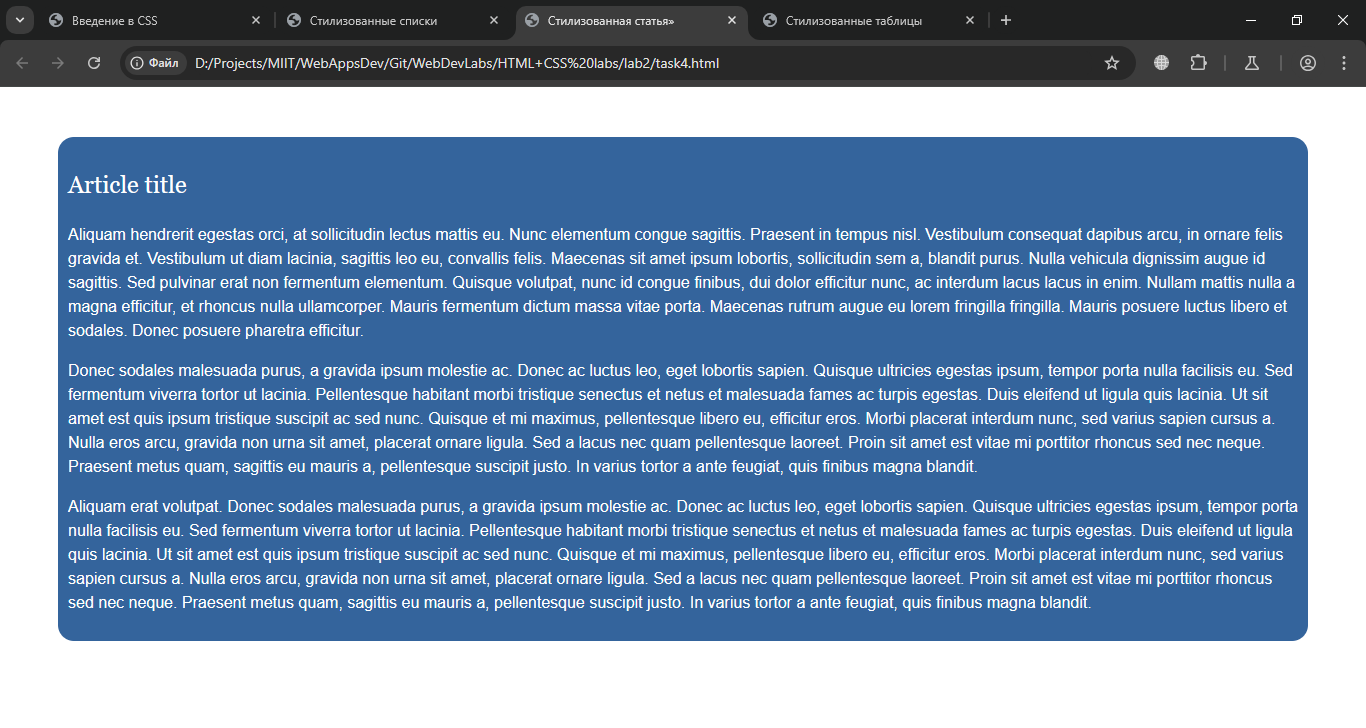 Введение в CSS
Стилизованные списки
Стилизованная статья»
Стилизованные таблицы
Файл
D:/Projects/MIIT/WebAppsDev/Git/WebDevLabs/HTML+CSS%20labs/lab2/task4.html
Article title
Aliquam hendrerit egestas orci, at sollicitudin lectus mattis eu. Nunc elementum congue sagittis. Praesent in tempus nisl. Vestibulum consequat dapibus arcu, in ornare felis
gravida et. Vestibulum ut diam lacinia, sagittis leo eu, convallis felis. Maecenas sit amet ipsum lobortis, sollicitudin sem a, blandit purus. Nulla vehicula dignissim augue id
sagittis. Sed pulvinar erat non fermentum elementum. Quisque volutpat, nunc id congue finibus, dui dolor efficitur nunc, ac interdum lacus lacus in enim. Nullam mattis nulla a
magna efficitur, et rhoncus nulla ullamcorper. Mauris fermentum dictum massa vitae porta. Maecenas rutrum augue eu lorem fringilla fringilla. Mauris posuere luctus libero et
sodales. Donec posuere pharetra efficitur.
Donec sodales malesuada purus, a gravida ipsum molestie ac. Donec ac luctus leo, eget lobortis sapien. Quisque ultricies egestas ipsum, tempor porta nulla facilisis eu. Sed
fermentum viverra tortor ut lacinia. Pellentesque habitant morbi tristique senectus et netus et malesuada fames ac turpis egestas. Duis eleifend ut ligula quis lacinia. Ut sit
amet est quis ipsum tristique suscipit ac sed nunc. Quisque et mi maximus, pellentesque libero eu, efficitur eros. Morbi placerat interdum nunc, sed varius sapien cursus a.
Nulla eros arcu, gravida non urna sit amet, placerat ornare ligula. Sed a lacus nec quam pellentesque laoreet. Proin sit amet est vitae mi porttitor rhoncus sed nec neque.
Praesent metus quam, sagittis eu mauris a, pellentesque suscipit justo. In varius tortor a ante feugiat, quis finibus magna blandit.
Aliquam erat volutpat. Donec sodales malesuada purus, a gravida ipsum molestie ac. Donec ac luctus leo, eget lobortis sapien. Quisque ultricies egestas ipsum, tempor porta
nulla facilisis eu. Sed fermentum viverra tortor ut lacinia. Pellentesque habitant morbi tristique senectus et netus et malesuada fames ac turpis egestas. Duis eleifend ut ligula
quis lacinia. Ut sit amet est quis ipsum tristique suscipit ac sed nunc. Quisque et mi maximus, pellentesque libero eu, efficitur eros. Morbi placerat interdum nunc, sed varius
sapien cursus a. Nulla eros arcu, gravida non urna sit amet, placerat ornare ligula. Sed a lacus nec quam pellentesque laoreet. Proin sit amet est vitae mi porttitor rhoncus
sed nec neque. Praesent metus quam, sagittis eu mauris a, pellentesque suscipit justo. In varius tortor a ante feugiat, quis finibus magna blandit.